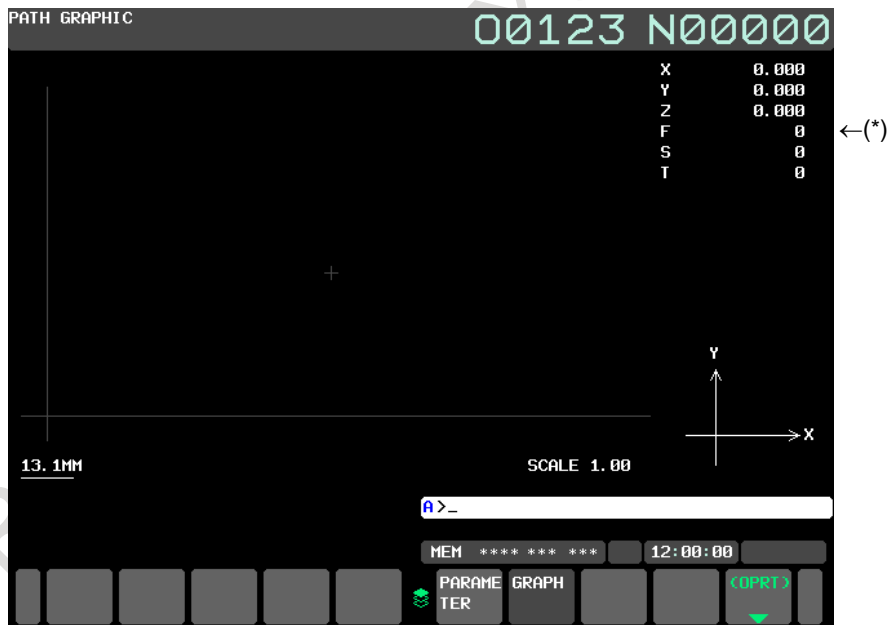 PATH GRAPHIC
O0123 N00000
X 0.000
Y 0.000
Z 0.000
F 0
S 0
T 0
←(*)
Y
X
13.1MM
SCALE 1.00
A>_
MEM **** *** ***
12:00:00
PARAME
TER
GRAPH
(OPRT)